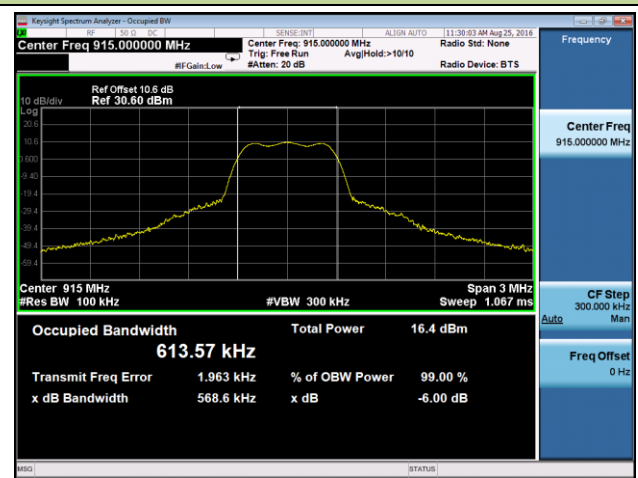 Keysight Spectrum Analyzer - Occupied BW
RF 50 Ω DC SENSE:INT ALIGN AUTO 11:30:03 AM Aug 25, 2016
Center Freq 915.000000 MHz Center Freq: 915.000000 MHz Radio Std: None Frequency
Trig: Free Run Avg|Hold:>10/10
#IFGain:Low #Atten: 20 dB Radio Device: BTS
Ref Offset 10.6 dB
10 dB/div Ref 30.60 dBm
Log
20.6
10.6
0.600
-9.40
-19.4
-29.4
-39.4
-49.4
-59.4
Center Freq
915.000000 MHz
Center 915 MHz Span 3 MHz
#Res BW 100 kHz #VBW 300 kHz Sweep 1.067 ms
CF Step
300.000 kHz
Auto Man
Occupied Bandwidth Total Power 16.4 dBm
613.57 kHz
Freq Offset
0 Hz
Transmit Freq Error 1.963 kHz % of OBW Power 99.00 %
x dB Bandwidth 568.6 kHz x dB -6.00 dB
MSG STATUS